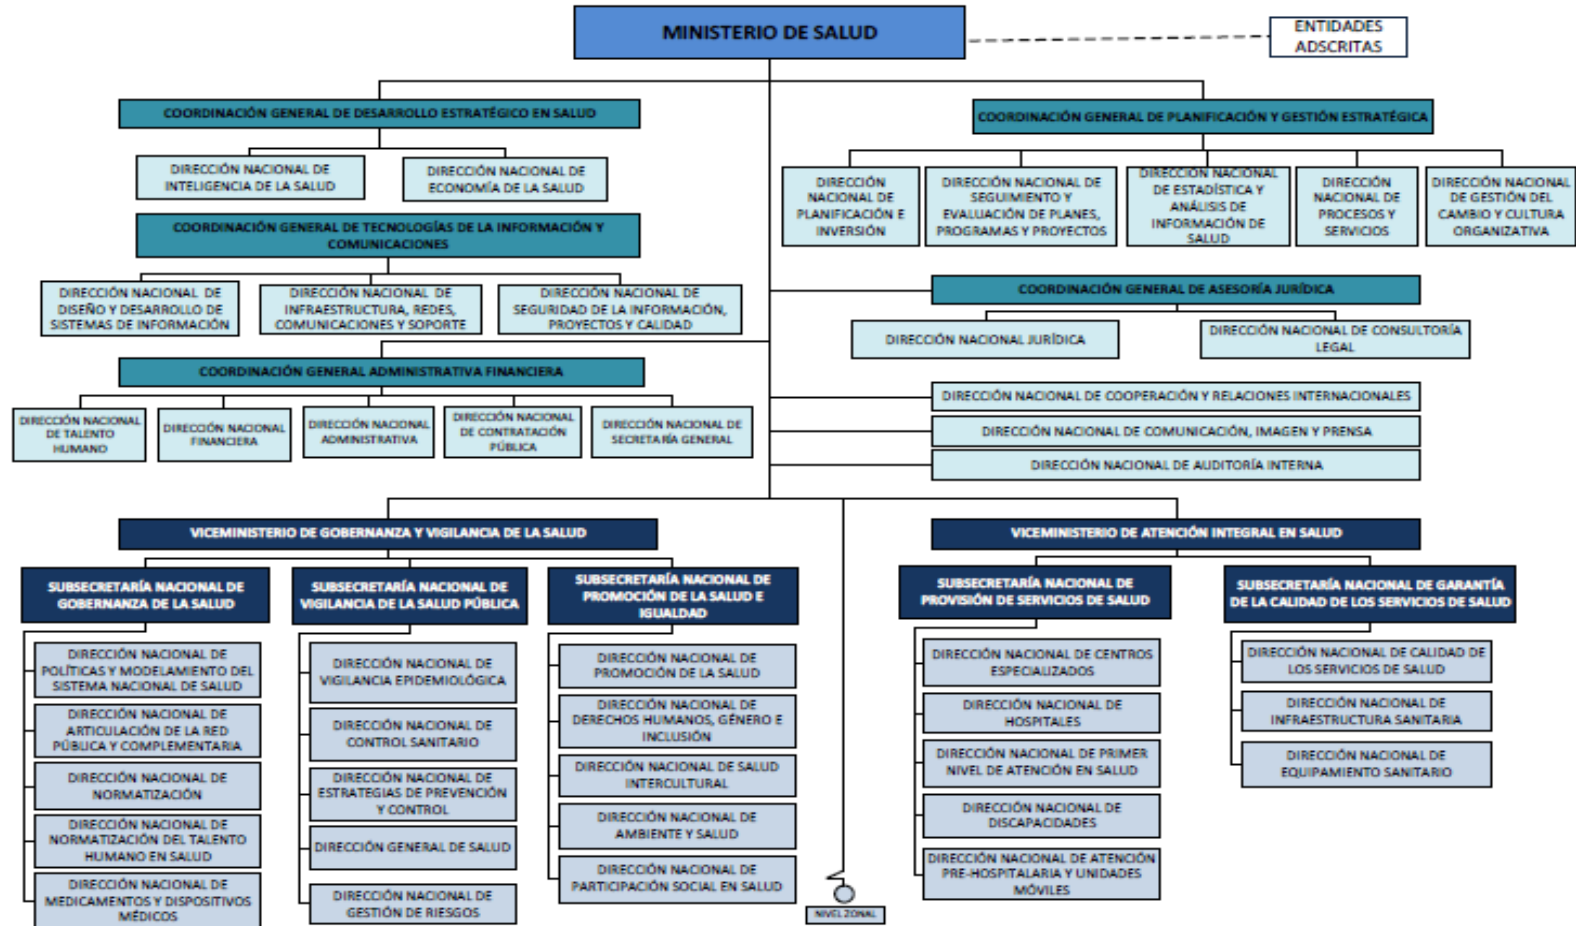 MINISTERIO DE SALUD
ENTIDADES
ADSCRITAS
COORDINACIÓN GENERAL DE DESARROLLO ESTRATÉGICO EN SALUD
DIRECCIÓN NACIONAL DE
INTELIGENCIA DE LA SALUD
DIRECCIÓN NACIONAL DE
ECONOMÍA DE LA SALUD
COORDINACIÓN GENERAL DE TECNOLOGÍAS DE LA INFORMACIÓN Y
COMUNICACIONES
DIRECCIÓN NACIONAL DE
DISEÑO Y DESARROLLO DE
SISTEMAS DE INFORMACIÓN
DIRECCIÓN NACIONAL DE
INFRAESTRUCTURA, REDES,
COMUNICACIONES Y SOPORTE
DIRECCIÓN NACIONAL DE
SEGURIDAD DE LA INFORMACIÓN,
PROYECTOS Y CALIDAD
COORDINACIÓN GENERAL ADMINISTRATIVA FINANCIERA
DIRECCIÓN NACIONAL
DE TALENTO
HUMANO
DIRECCIÓN NACIONAL
FINANCIERA
DIRECCIÓN NACIONAL
ADMINISTRATIVA
DIRECCIÓN NACIONAL
DE CONTRATACIÓN
PÚBLICA
DIRECCIÓN NACIONAL DE
SECRETARÍA GENERAL
COORDINACIÓN GENERAL DE PLANIFICACIÓN Y GESTIÓN ESTRATÉGICA
DIRECCIÓN
NACIONAL DE
PLANIFICACIÓN E
INVERSIÓN
DIRECCIÓN NACIONAL DE
SEGUIMIENTO Y
EVALUACIÓN DE PLANES,
PROGRAMAS Y PROYECTOS
DIRECCIÓN NACIONAL
DE ESTADÍSTICA Y
ANÁLISIS DE
INFORMACIÓN DE
SALUD
DIRECCIÓN
NACIONAL DE
PROCESOS Y
SERVICIOS
DIRECCIÓN NACIONAL
DE GESTIÓN DEL
CAMBIO Y CULTURA
ORGANIZATIVA
COORDINACIÓN GENERAL DE ASESORÍA JURÍDICA
DIRECCIÓN NACIONAL JURÍDICA
DIRECCIÓN NACIONAL DE CONSULTORÍA
LEGAL
DIRECCIÓN NACIONAL DE COOPERACIÓN Y RELACIONES INTERNACIONALES
DIRECCIÓN NACIONAL DE COMUNICACIÓN, IMAGEN Y PRENSA
DIRECCIÓN NACIONAL DE AUDITORÍA INTERNA
VICEMINISTERIO DE GOBERNANZA Y VIGILANCIA DE LA SALUD
SUBSECRETARÍA NACIONAL DE
GOBERNANZA DE LA SALUD
DIRECCIÓN NACIONAL DE
POLÍTICAS Y MODELAMIENTO DEL
SISTEMA NACIONAL DE SALUD
DIRECCIÓN NACIONAL DE
ARTICULACIÓN DE LA RED
PÚBLICA Y COMPLEMENTARIA
DIRECCIÓN NACIONAL DE
NORMATIZACIÓN
DIRECCIÓN NACIONAL DE
NORMATIZACIÓN DEL TALENTO
HUMANO EN SALUD
DIRECCIÓN NACIONAL DE
MEDICAMENTOS Y DISPOSITIVOS
MÉDICOS
SUBSECRETARÍA NACIONAL DE
VIGILANCIA DE LA SALUD PÚBLICA
DIRECCIÓN NACIONAL DE
VIGILANCIA EPIDEMIOLÓGICA
DIRECCIÓN NACIONAL DE
CONTROL SANITARIO
DIRECCIÓN NACIONAL DE
ESTRATEGIAS DE PREVENCIÓN
Y CONTROL
DIRECCIÓN GENERAL DE SALUD
DIRECCIÓN NACIONAL DE
GESTIÓN DE RIESGOS
SUBSECRETARÍA NACIONAL DE
PROMOCIÓN DE LA SALUD E
IGUALDAD
DIRECCIÓN NACIONAL DE
PROMOCIÓN DE LA SALUD
DIRECCIÓN NACIONAL DE
DERECHOS HUMANOS, GÉNERO E
INCLUSIÓN
DIRECCIÓN NACIONAL DE SALUD
INTERCULTURAL
DIRECCIÓN NACIONAL DE
AMBIENTE Y SALUD
DIRECCIÓN NACIONAL DE
PARTICIPACIÓN SOCIAL EN SALUD
NIVEL ZONAL
VICEMINISTERIO DE ATENCIÓN INTEGRAL EN SALUD
SUBSECRETARÍA NACIONAL DE
PROVISIÓN DE SERVICIOS DE SALUD
DIRECCIÓN NACIONAL DE CENTROS
ESPECIALIZADOS
DIRECCIÓN NACIONAL DE
HOSPITALES
DIRECCIÓN NACIONAL DE PRIMER
NIVEL DE ATENCIÓN EN SALUD
DIRECCIÓN NACIONAL DE
DISCAPACIDADES
DIRECCIÓN NACIONAL DE ATENCIÓN
PRE-HOSPITALARIA Y UNIDADES
MÓVILES
SUBSECRETARÍA NACIONAL DE GARANTÍA
DE LA CALIDAD DE LOS SERVICIOS DE SALUD
DIRECCIÓN NACIONAL DE CALIDAD DE
LOS SERVICIOS DE SALUD
DIRECCIÓN NACIONAL DE
INFRAESTRUCTURA SANITARIA
DIRECCIÓN NACIONAL DE
EQUIPAMIENTO SANITARIO